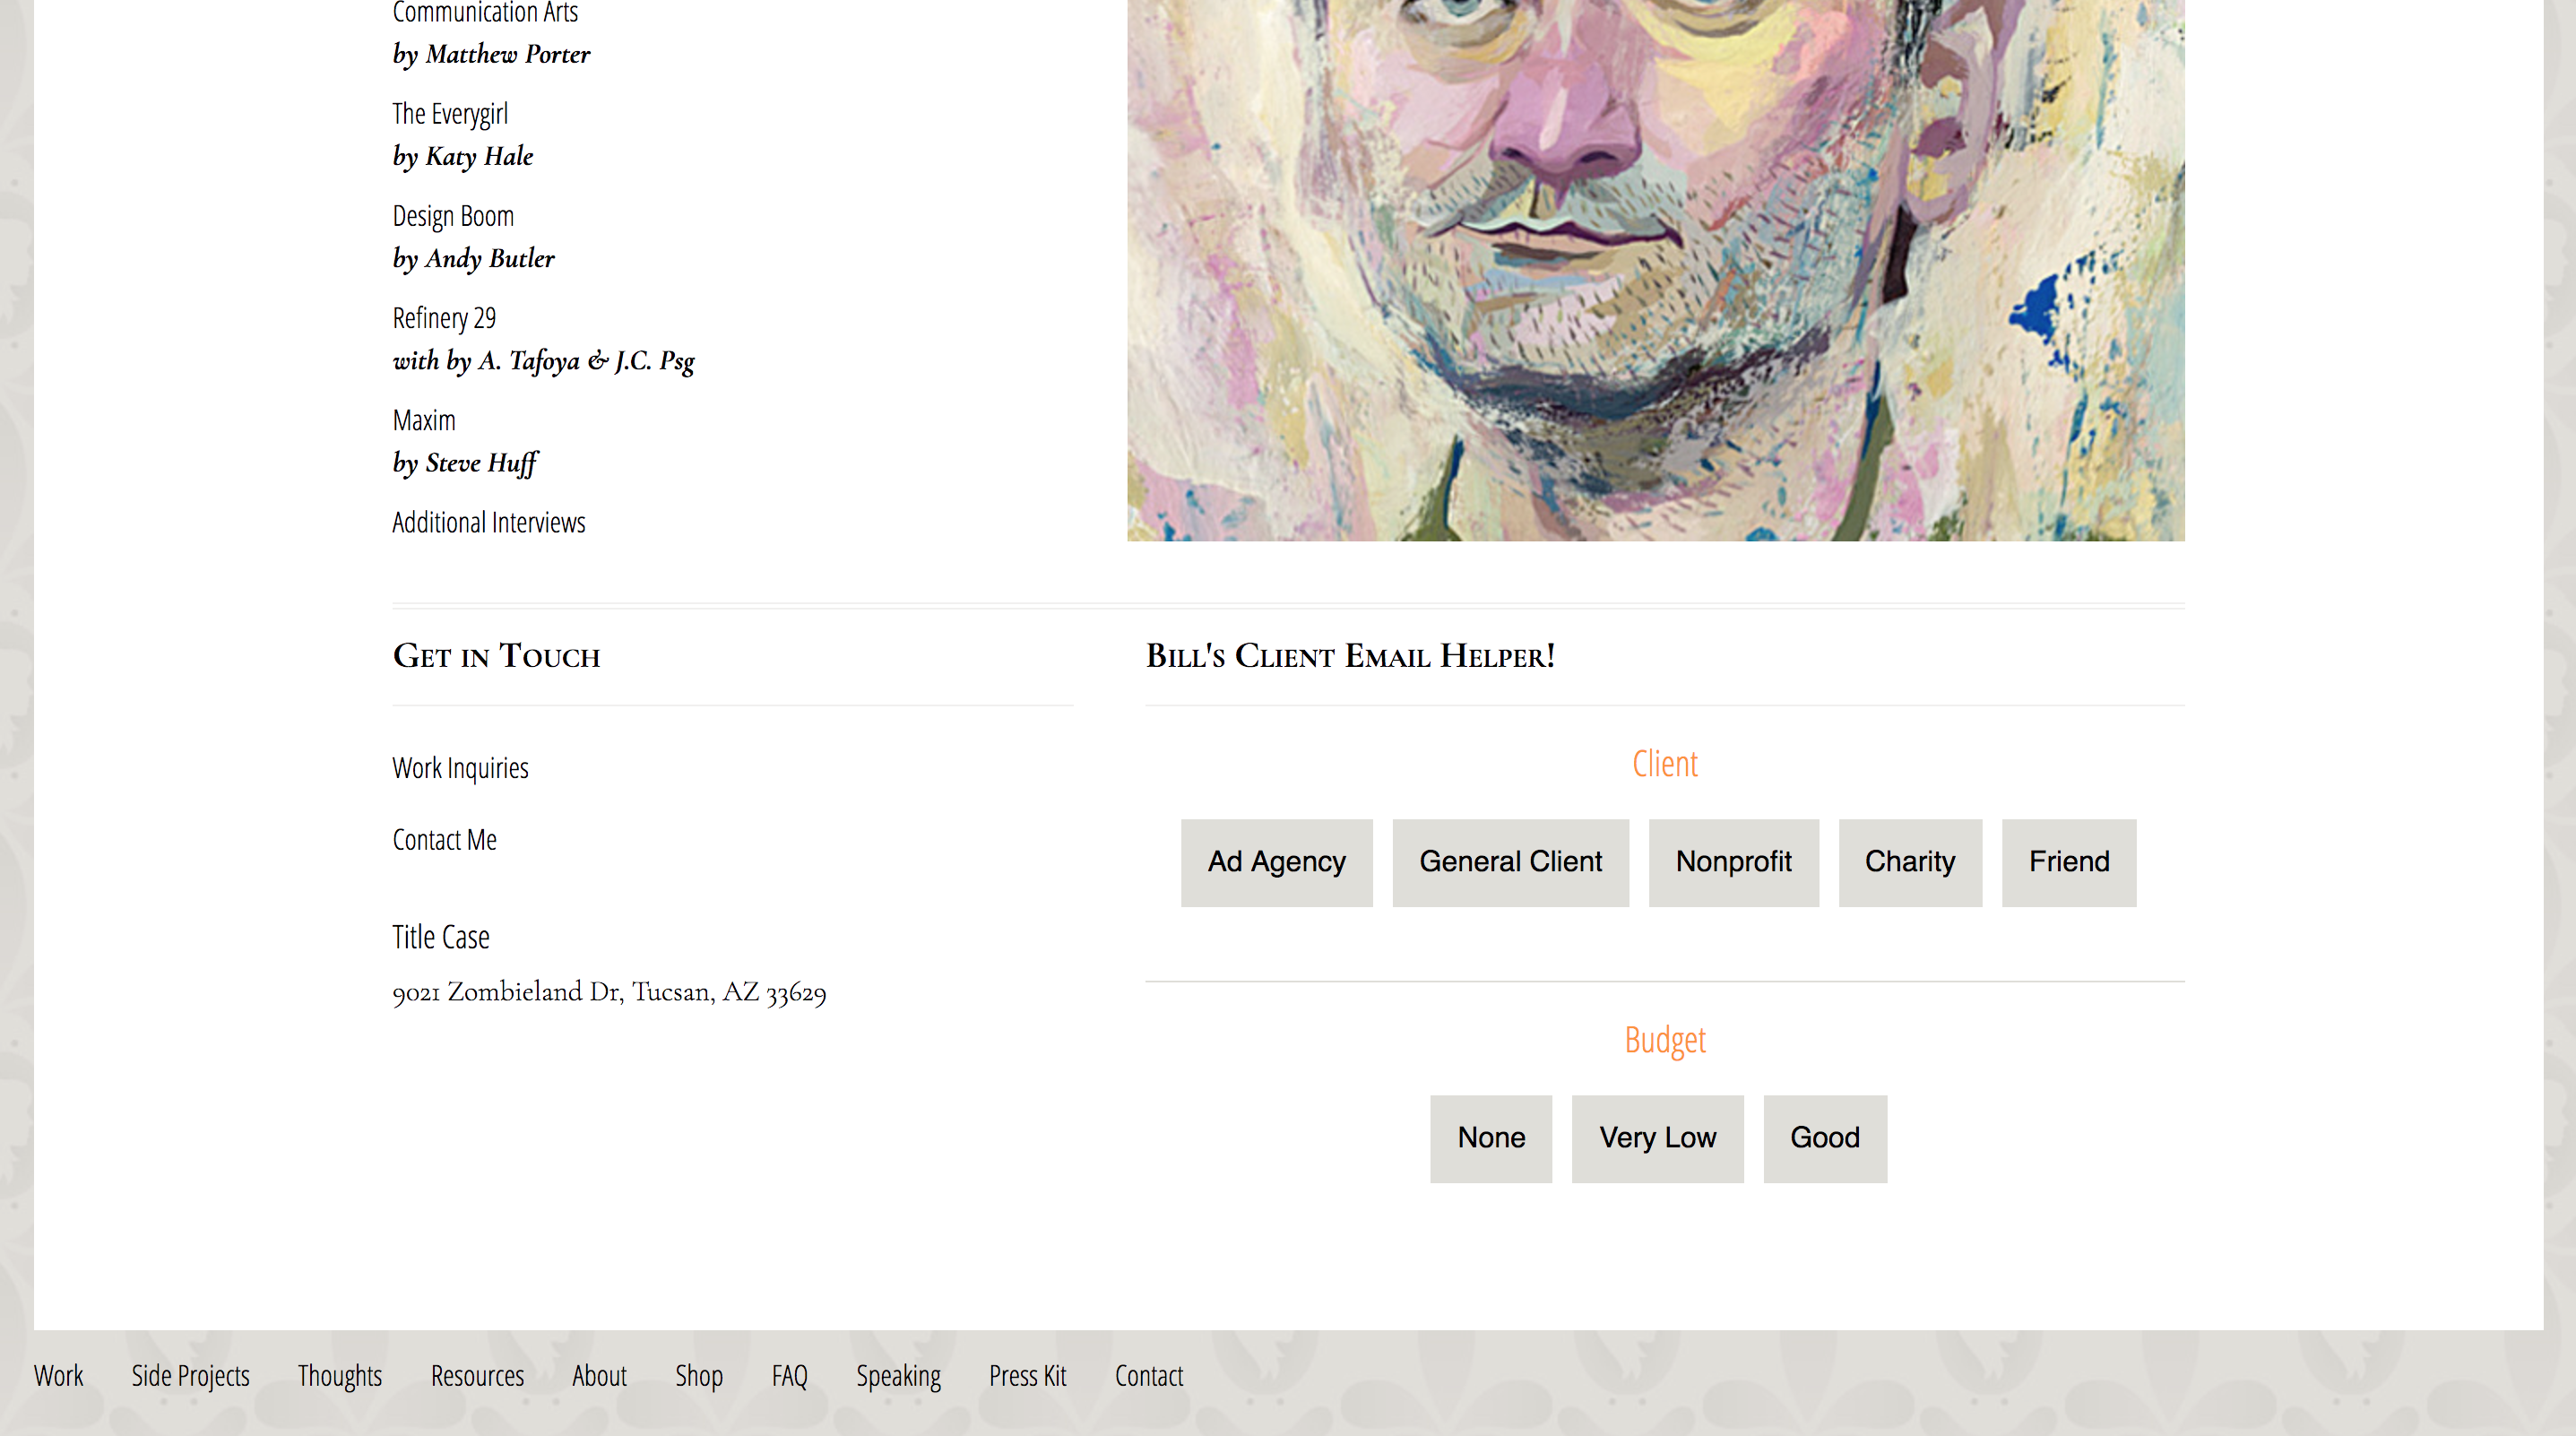 Communication Arts
by Matthew Porter
The Everygirl
by Katy Hale
Design Boom
by Andy Butler
Refinery 29
with by A. Tafoya & J.C. Psg
Maxim
by Steve Huff
Additional Interviews
Get in Touch
Work Inquiries
Contact Me
Title Case
9021 Zombieland Dr, Tucsan, AZ 33629
Bill's Client Email Helper!
Client
Ad Agency General Client Nonprofit Charity Friend
Budget
None Very Low Good
Work Side Projects Thoughts Resources About Shop FAQ Speaking Press Kit Contact